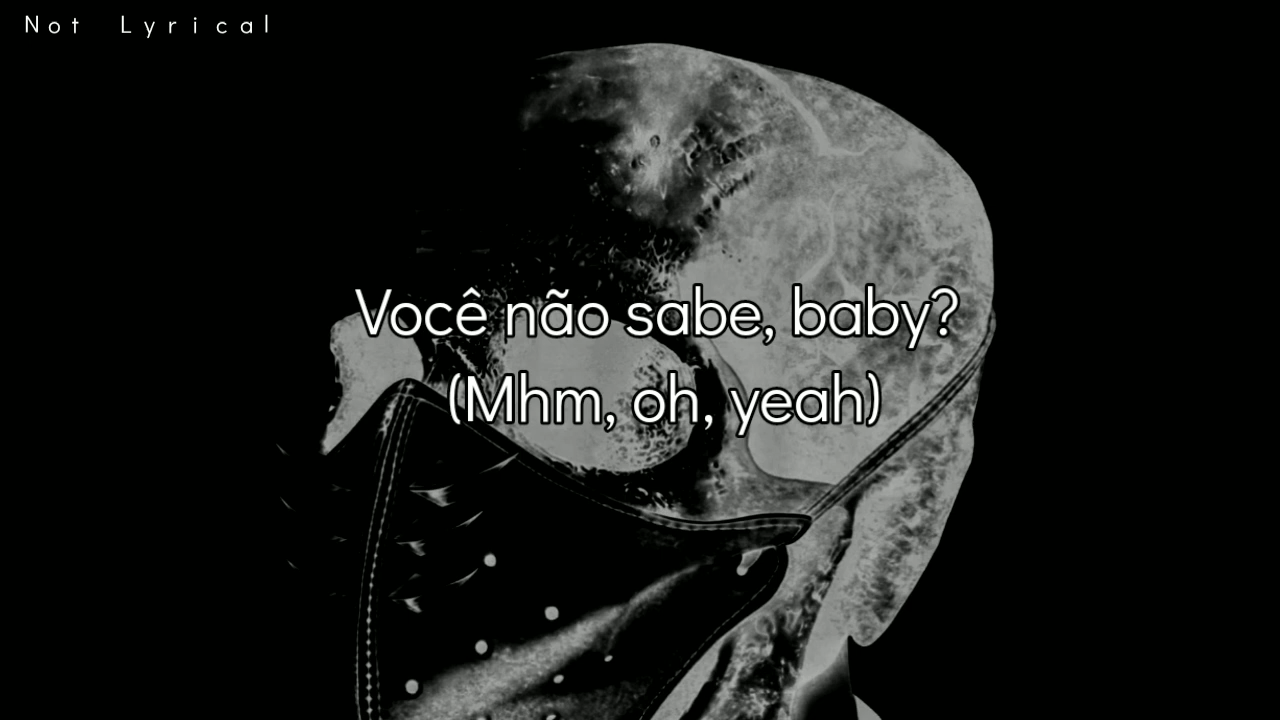 Not Lyrical
Você não sabe, baby?
(Mhm, oh, yeah)